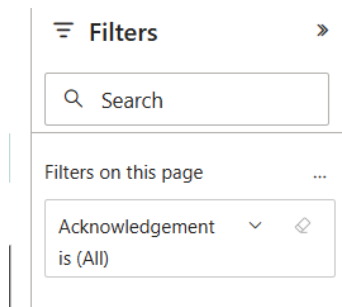 Filters
Search
Filters on this page
...
Acknowledgement
is (All)